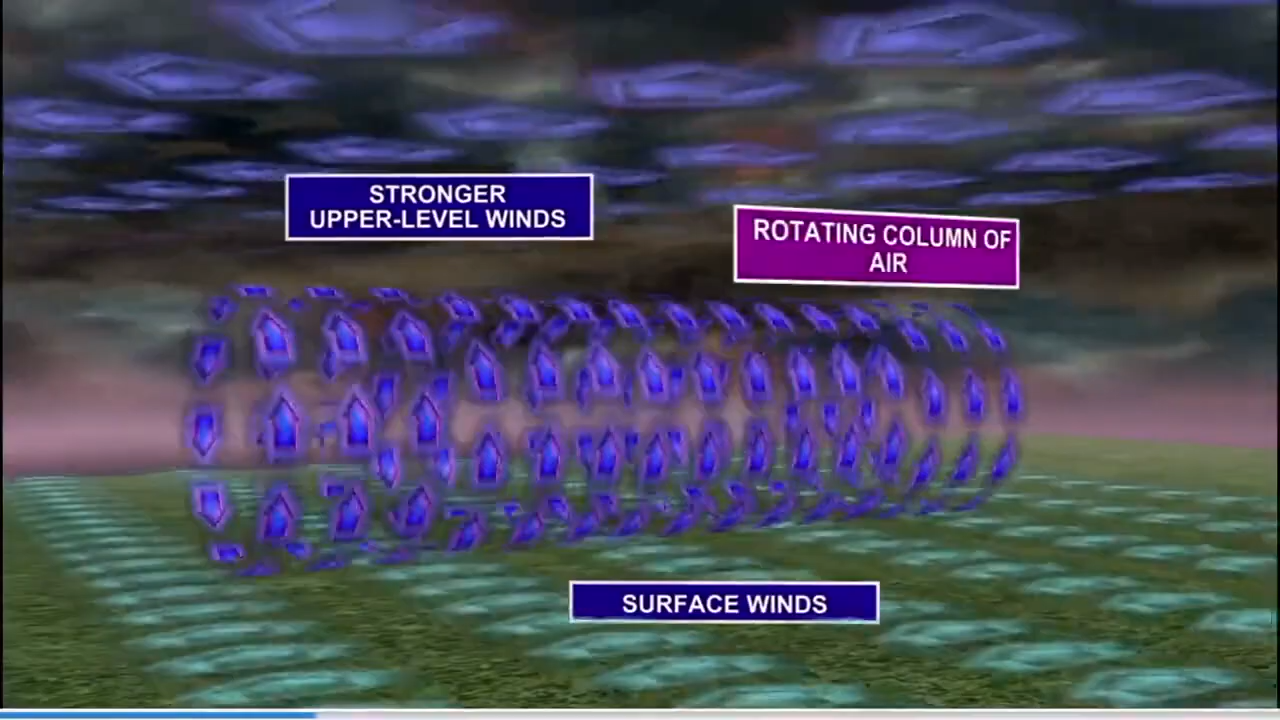 STRONGER
UPPER-LEVEL WINDS
ROTATING COLUMN OF
AIR
SURFACE WINDS